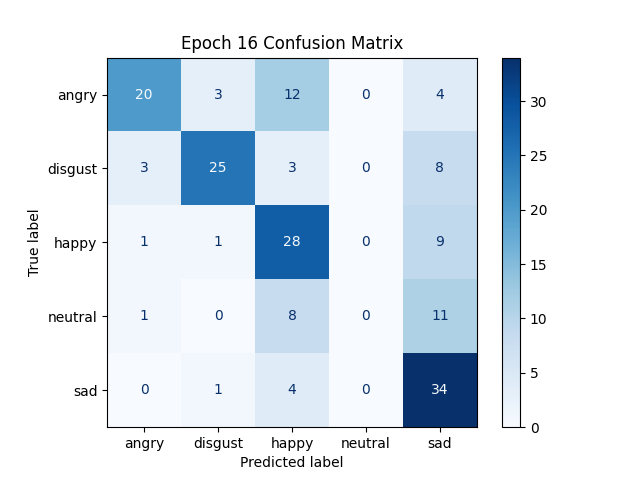 Epoch 16 Confusion Matrix
True label
angry 20 3 12 0 4
disgust 3 25 3 0 8
happy 1 1 28 0 9
neutral 1 0 8 0 11
sad 0 1 4 0 34
angry disgust happy neutral sad
Predicted label
30
25
20
15
10
5
0